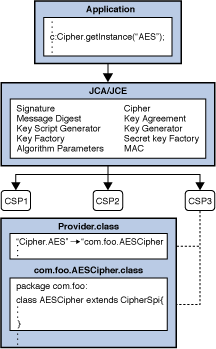 Application
c:Cipher.getInstance("AES");
JCA/JCE
Signature
Message Digest
Key Script Generator
Key Factory
Algorithm Parameters
Cipher
Key Agreement
Key Generator
Secret key Factory
MAC
CSP1
CSP2
CSP3
Provider.class
"Cipher.AES" → "com.foo.AESCipher
:
com.foo.AESCipher.class
package com.foo:
class AESCipher extends CipherSpi{
:
}